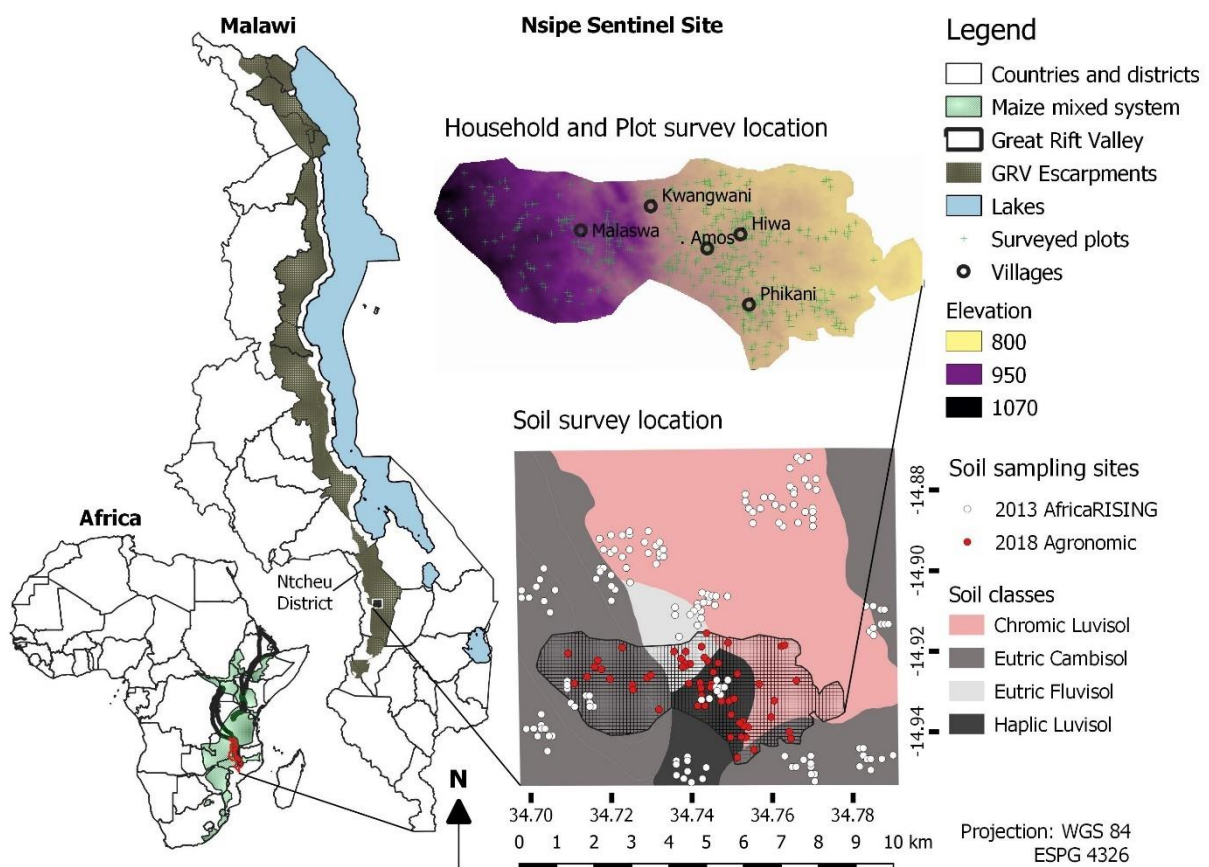 Malawi
Nsipe Sentinel Site
Legend
Countries and districts
Maize mixed system
Great Rift Valley
GRV Escarpments
Lakes
Surveyed plots
Villages
Elevation
800
950
1070
Soil sampling sites
2013 AfricaRISING
2018 Agronomic
Soil classes
Chromic Luvisol
Eutric Cambisol
Eutric Fluvisol
Haplic Luvisol
Household and Plot survev location
Kwangwani
Malaswa
Hiwa
. Amos
Phikani
Soil survey location
-14.88
-14.90
-14.92
-14.94
34.70 34.72 34.74 34.76 34.78
0 1 2 3 4 5 6 7 8 9 10 km
Africa
Ntcheu
District
N
Projection: WGS 84
ESPG 4326